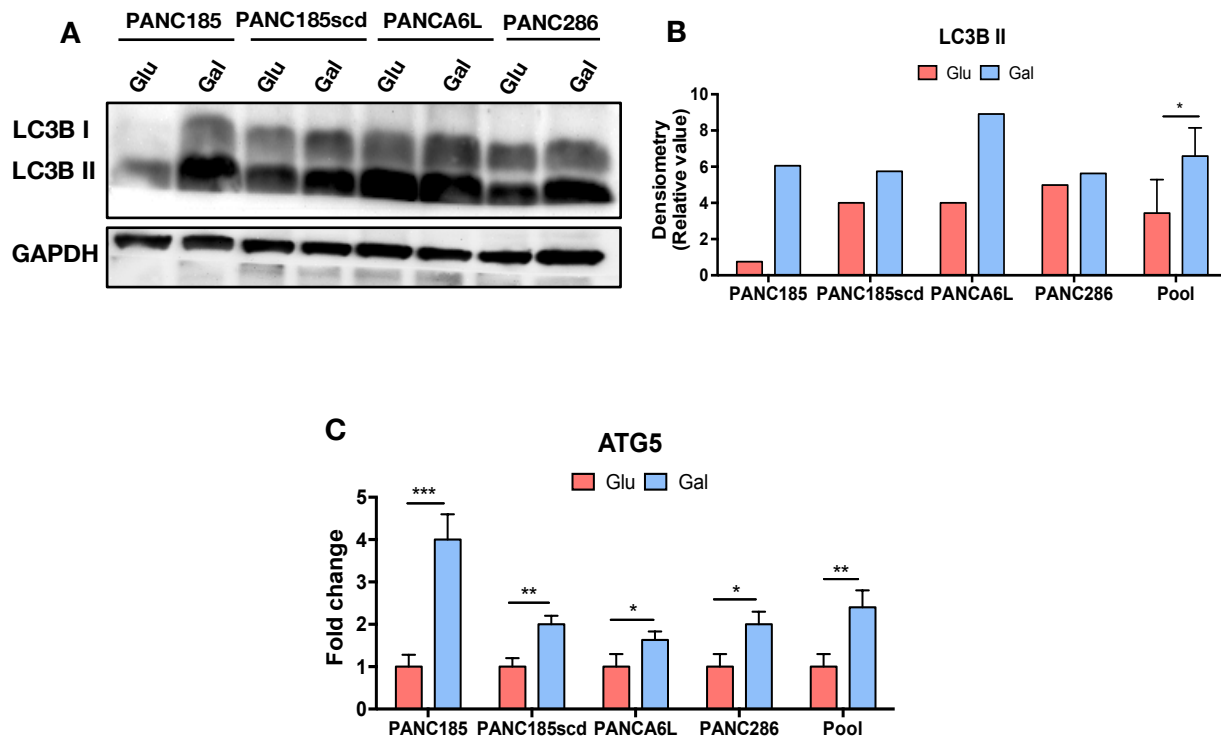 A
PANC185 PANC185scd PANCA6L PANC286
Glu Gal Glu Gal Glu Gal Glu Gal
LC3B I
LC3B II
GAPDH
B
LC3B II
Glu Gal
Densiometry
(Relative value)
10
8
6
4
2
0
*
PANC185 PANC185scd PANCA6L PANC286 Pool
C
ATG5
Glu Gal
Fold change
5
4
3
2
1
0
*** ** * * **
PANC185 PANC185scd PANCA6L PANC286 Pool